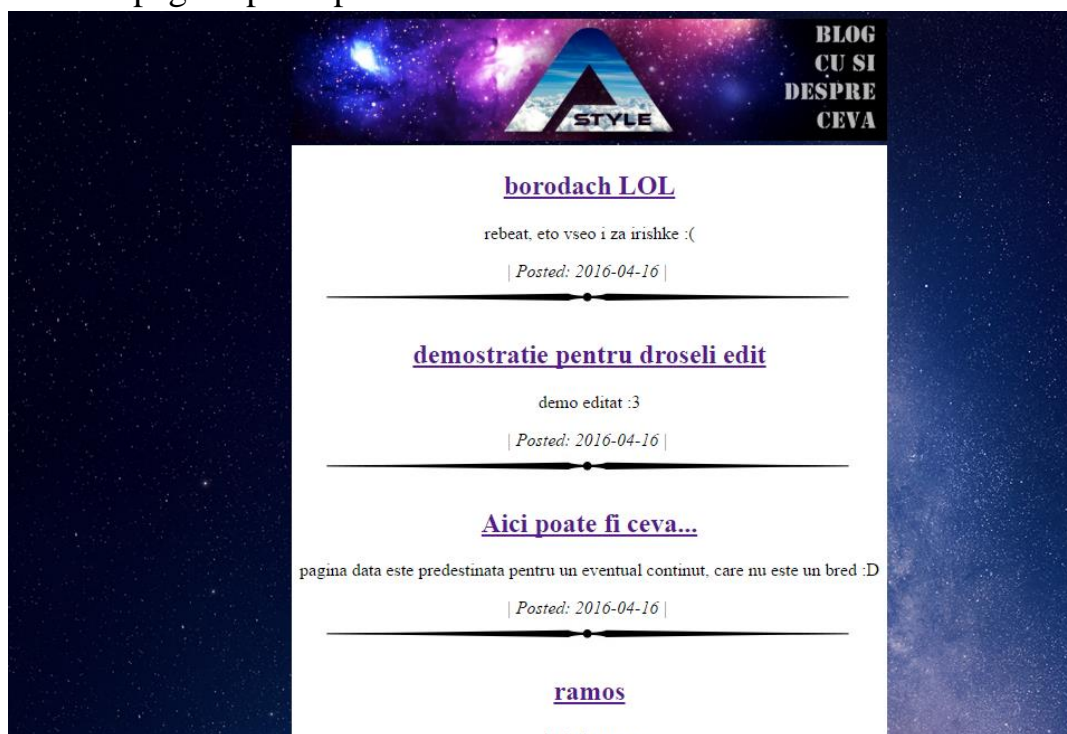 BLOG
CU SI
DESPRE
CEVA
STYLE
borodach LOL
rebeat, eto vseo i za irishke :(
| Posted: 2016-04-16 |
demostratie pentru droseli edit
demo editat :3
| Posted: 2016-04-16 |
Aici poate fi ceva...
pagina data este predestinata pentru un eventual continut, care nu este un bred :D
| Posted: 2016-04-16 |
ramos